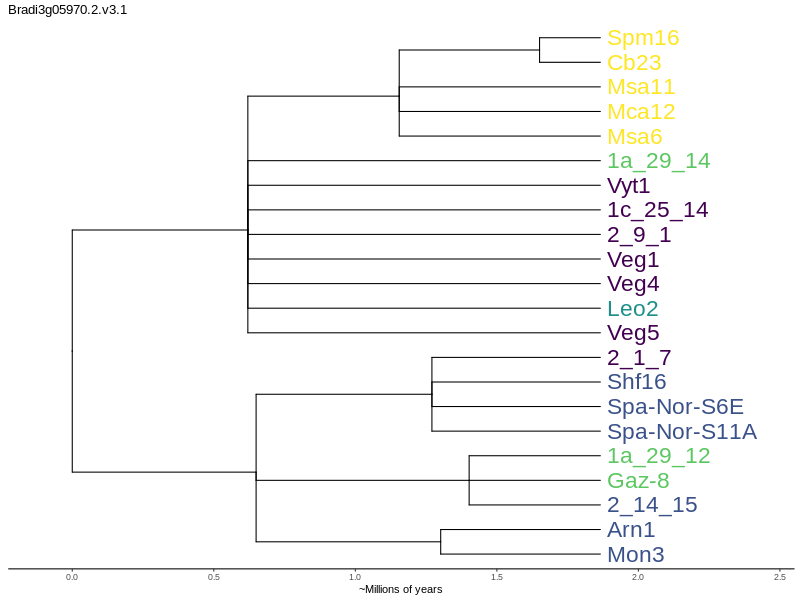 Bradi3g05970.2.v3.1
Spm16
Cb23
Msa11
Mca12
Msa6
1a_29_14
Vyt1
1c_25_14
2_9_1
Veg1
Veg4
Leo2
Veg5
2_1_7
Shf16
Spa-Nor-S6E
Spa-Nor-S11A
1a_29_12
Gaz-8
2_14_15
Arn1
Mon3
0.0 0.5 1.0 1.5 2.0 2.5
~Millions of years